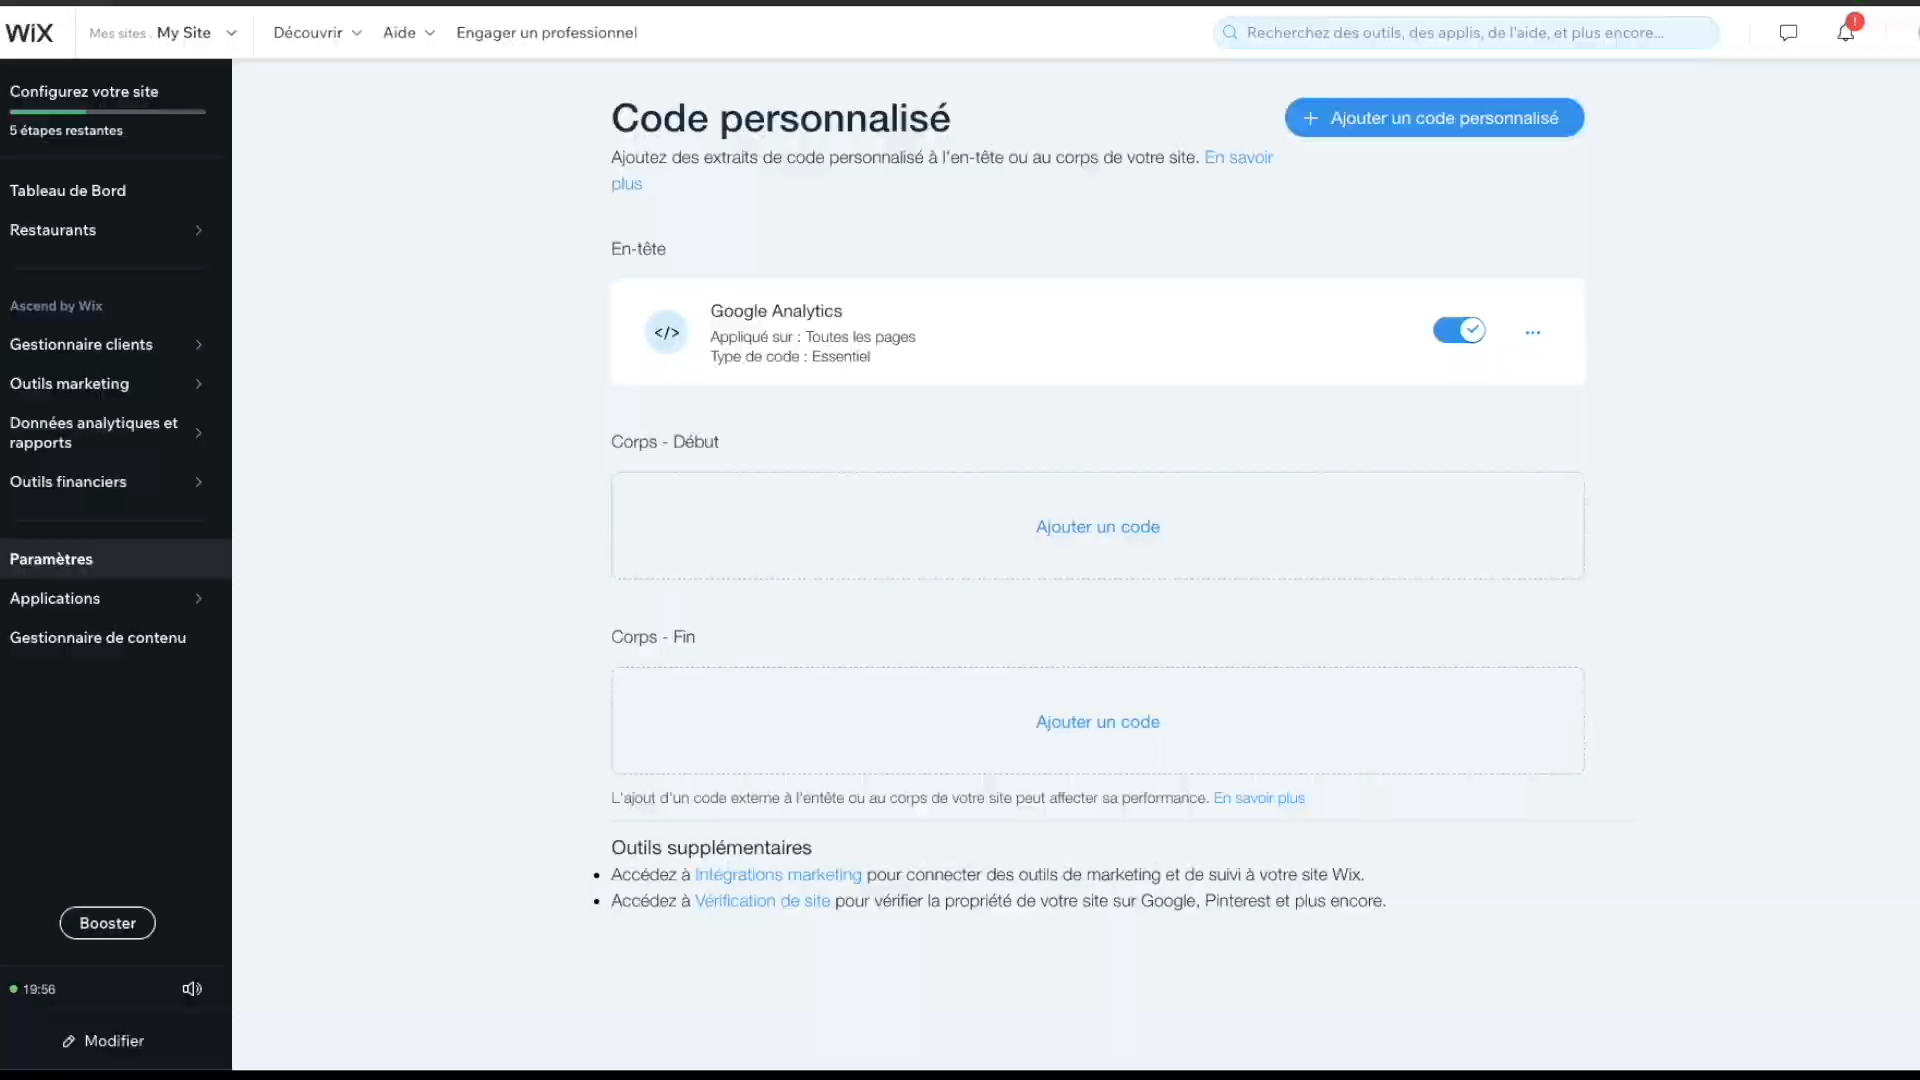 WiX
Mes sites . My Site
Découvrir
Aide
Engager un professionnel
Recherchez des outils, des applis, de l'aide, et plus encore...
!
Configurez votre site
5 étapes restantes
Tableau de Bord
Restaurants
Ascend by Wix
Gestionnaire clients
Outils marketing
Données analytiques et
rapports
Outils financiers
Paramètres
Applications
Gestionnaire de contenu
Booster
19:56
Modifier
Code personnalisé
+ Ajouter un code personnalisé
Ajoutez des extraits de code personnalisé à l'en-tête ou au corps de votre site. En savoir
plus
En-tête
</>
Google Analytics
Appliqué sur : Toutes les pages
Type de code : Essentiel
...
Corps - Début
Ajouter un code
Corps - Fin
Ajouter un code
L'ajout d'un code externe à l'entête ou au corps de votre site peut affecter sa performance. En savoir plus
Outils supplémentaires
• Accédez à Intégrations marketing pour connecter des outils de marketing et de suivi à votre site Wix.
• Accédez à Vérification de site pour vérifier la propriété de votre site sur Google, Pinterest et plus encore.